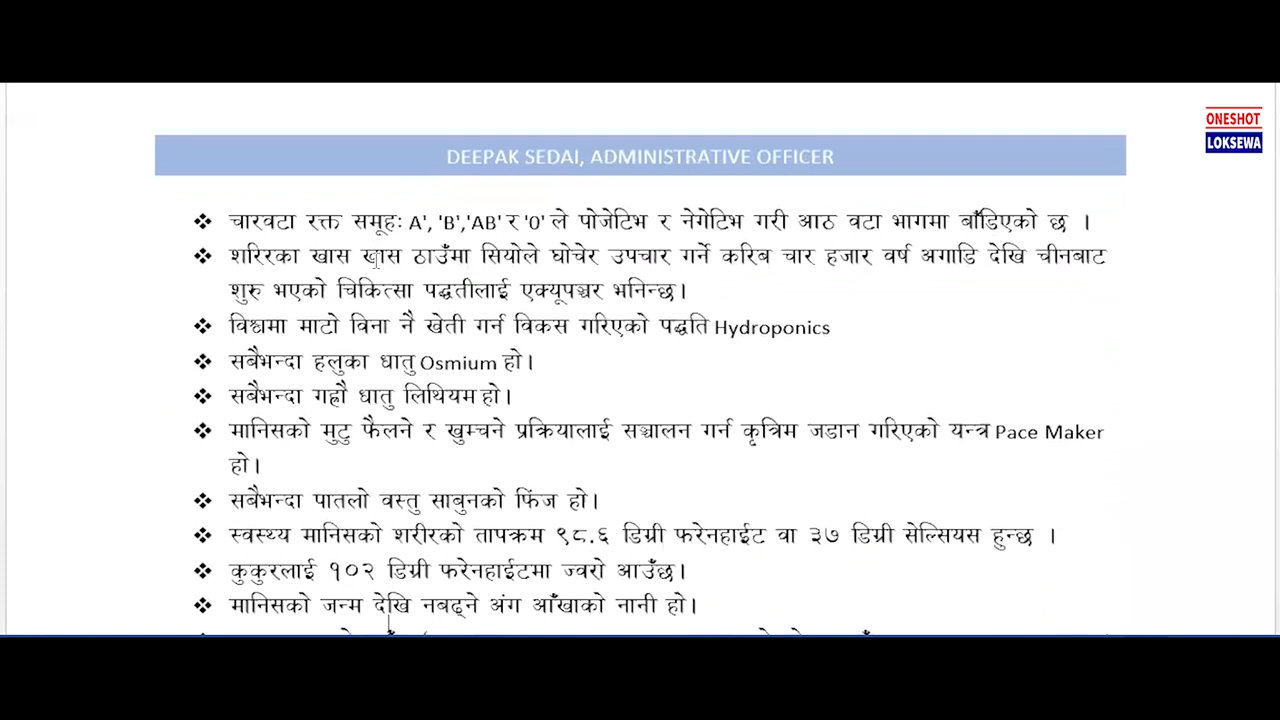 ONESHOT
LOKSEWA
DEEPAK SEDAI, ADMINISTRATIVE OFFICER
❖ चारवटा रक्त समूहः A', 'B','AB' र '0' ले पोजेटिभ र नेगेटिभ गरी आठ वटा भागमा बाँडिएको छ ।
❖ शरिरका खास खास ठाउँमा सियोले घोचेर उपचार गर्ने करिब चार हजार वर्ष अगाडि देखि चीनबाट
शुरु भएको चिकित्सा पद्धतीलाई एक्यूपञ्चर भनिन्छ।
❖ विश्वमा माटो विना नै खेती गर्न विकस गरिएको पद्धति Hydroponics
❖ सबैभन्दा हलुका धातु Osmium हो।
❖ सबैभन्दा गह्रौ धातु लिथियम हो।
❖ मानिसको मुटु फैलने र खुम्चने प्रक्रियालाई सञ्चालन गर्न कृत्रिम जडान गरिएको यन्त्र Pace Maker
हो।
❖ सबैभन्दा पातलो वस्तु साबुनको फिंज हो।
❖ स्वस्थ्य मानिसको शरीरको तापक्रम ९८.६ डिग्री फरेनहाईट वा ३७ डिग्री सेल्सियस हुन्छ ।
❖ कुकुरलाई १०२ डिग्री फरेनहाईटमा ज्वरो आउँछ।
❖ मानिसको जन्म देखि नबढ्ने अंग आँखाको नानी हो।